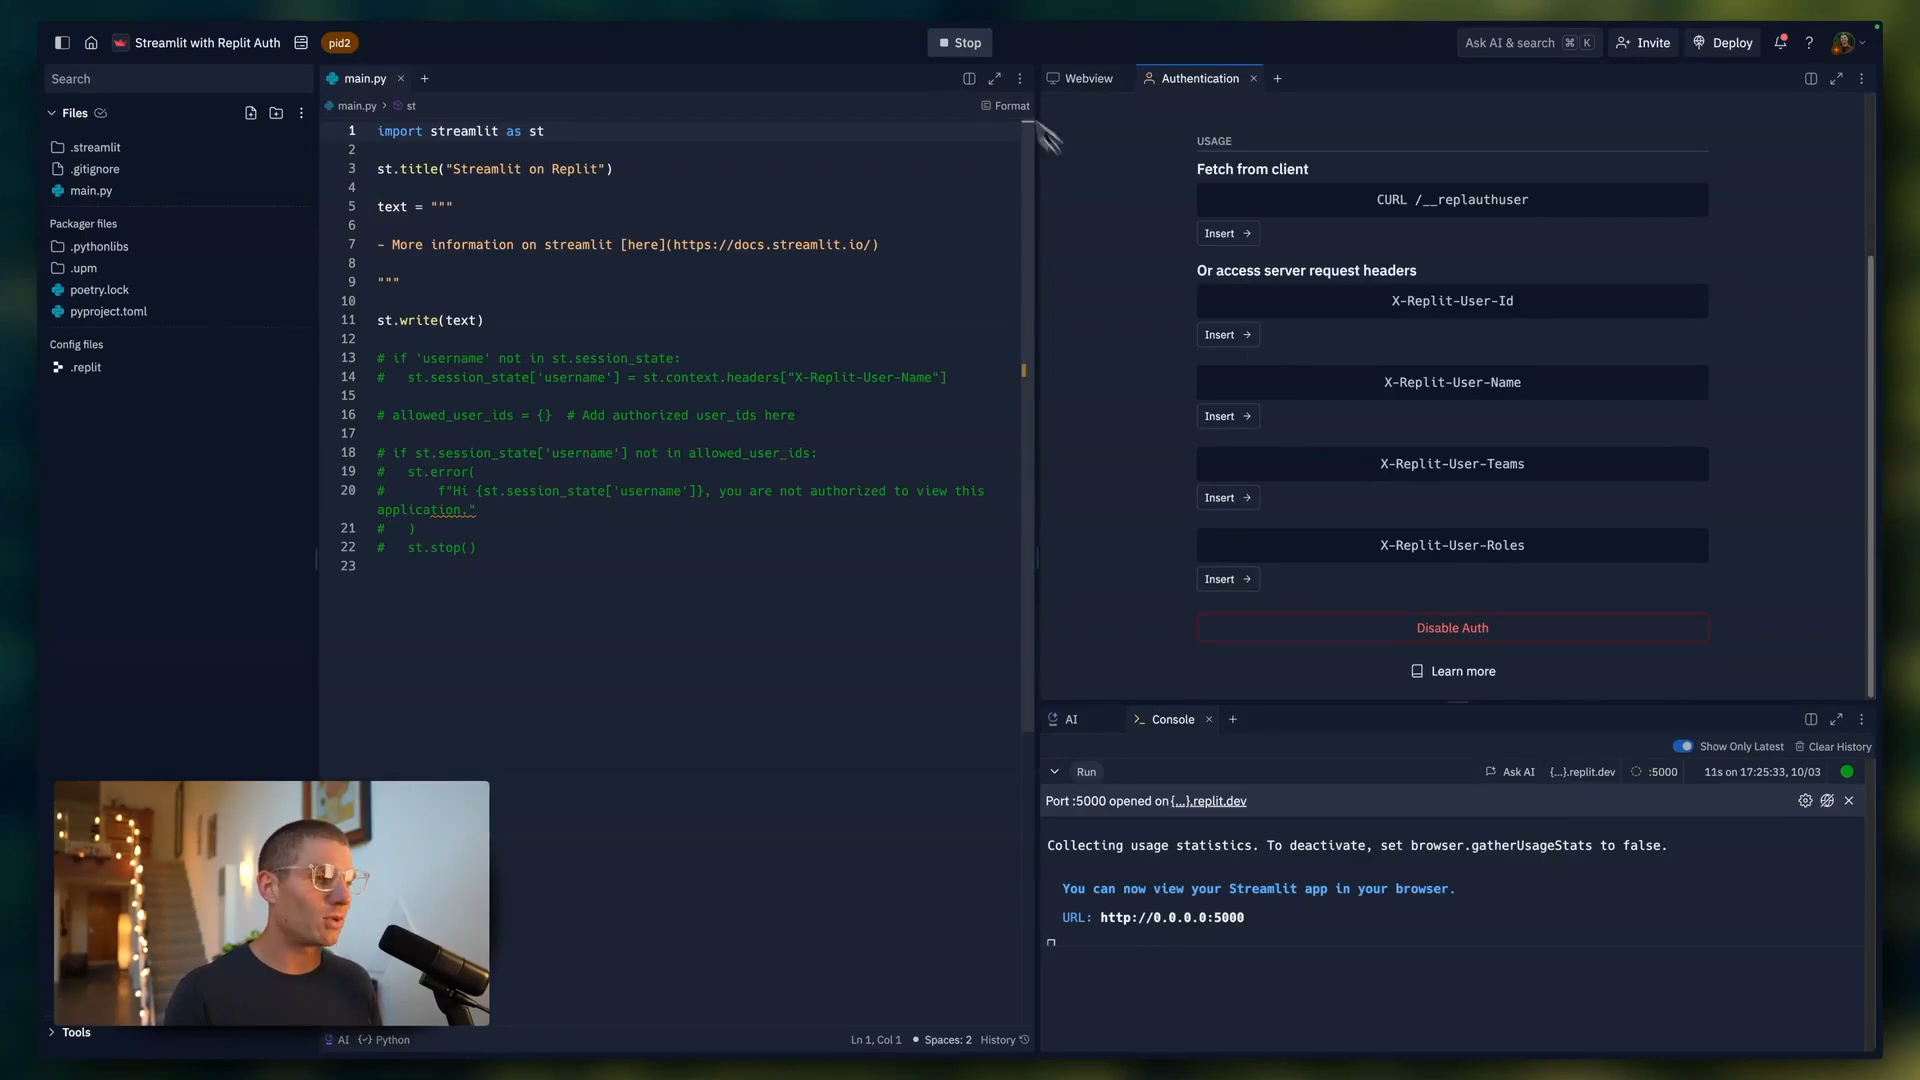 Streamlit with Replit Auth
pid2
Stop
Ask AI & search ⌘ K
Invite
Deploy
?
Search
main.py
Webview
Authentication
Files
main.py > st
Format
.streamlit
.gitignore
main.py
Packager files
.pythonlibs
.upm
poetry.lock
pyproject.toml
Config files
.replit
1 import streamlit as st
2
3 st.title("Streamlit on Replit")
4
5 text = """
6
7 - More information on streamlit [here](https://docs.streamlit.io/)
8
9 """
10
11 st.write(text)
12
13 # if 'username' not in st.session_state:
14 #   st.session_state['username'] = st.context.headers["X-Replit-User-Name"]
15
16 # allowed_user_ids = {}  # Add authorized user_ids here
17
18 # if st.session_state['username'] not in allowed_user_ids:
19 #   st.error(
20 #       f"Hi {st.session_state['username']}, you are not authorized to view this
application."
21 #   )
22 #   st.stop()
23
USAGE
Fetch from client
CURL /__replauthuser
Insert →
Or access server request headers
X-Replit-User-Id
Insert →
X-Replit-User-Name
Insert →
X-Replit-User-Teams
Insert →
X-Replit-User-Roles
Insert →
Disable Auth
Learn more
AI
Console
Show Only Latest
Clear History
Run
Ask AI
{...}.replit.dev
:5000
11s on 17:25:33, 10/03
Port :5000 opened on {...}.replit.dev
Collecting usage statistics. To deactivate, set browser.gatherUsageStats to false.
You can now view your Streamlit app in your browser.
URL: http://0.0.0.0:5000
Tools
AI
Python
Ln 1, Col 1
Spaces: 2
History